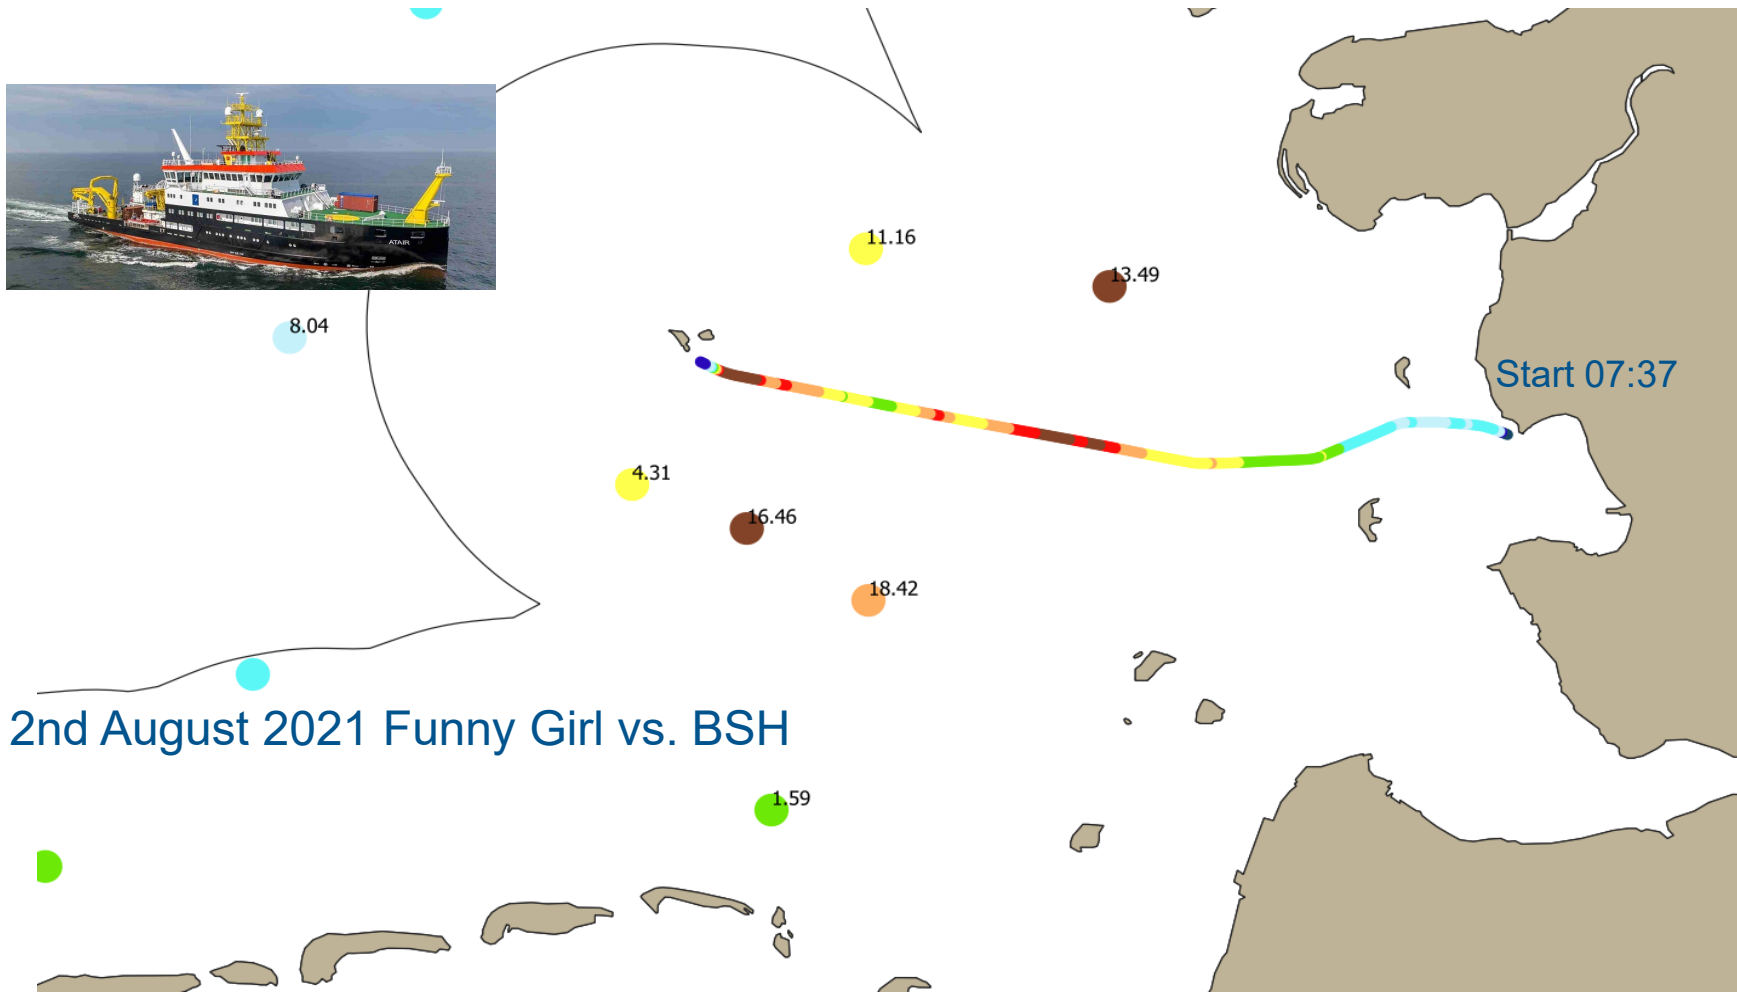 ATAIR
11.16
13.49
8.04
Start 07:37
4.31
16.46
18.42
2nd August 2021 Funny Girl vs. BSH
1.59